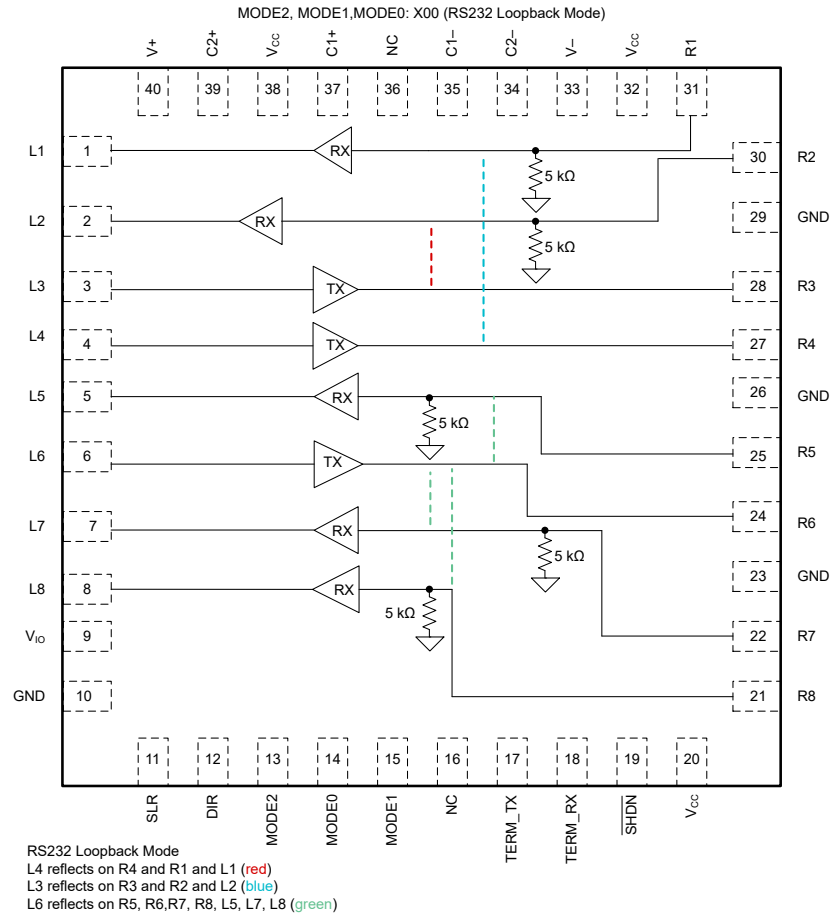 MODE2, MODE1,MODE0: X00 (RS232 Loopback Mode)
V+ C2+ VCC C1+ NC C1– C2– V– VCC R1
40 39 38 37 36 35 34 33 32 31
L1 1 RX 30 R2
5 kΩ
L2 2 RX 29 GND
5 kΩ
L3 3 TX 28 R3
L4 4 TX 27 R4
L5 5 RX 26 GND
5 kΩ
L6 6 TX 25 R5
L7 7 RX 24 R6
5 kΩ
L8 8 RX 23 GND
5 kΩ
VIO 9 22 R7
GND 10 21 R8
11 12 13 14 15 16 17 18 19 20
SLR DIR MODE2 MODE0 MODE1 NC TERM_TX TERM_RX SHDN VCC
RS232 Loopback Mode
L4 reflects on R4 and R1 and L1 (red)
L3 reflects on R3 and R2 and L2 (blue)
L6 reflects on R5, R6,R7, R8, L5, L7, L8 (green)